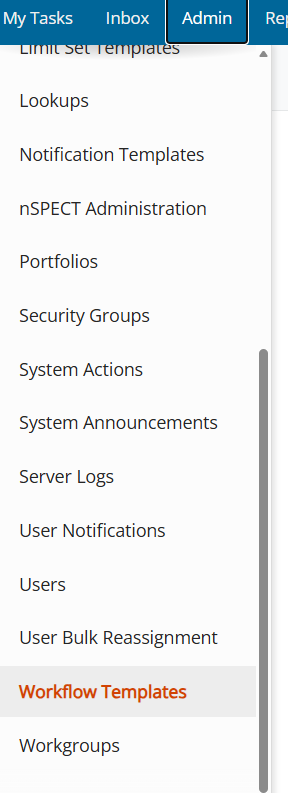 My Tasks Inbox Admin Rep
Limit Set Templates
Lookups
Notification Templates
nSPECT Administration
Portfolios
Security Groups
System Actions
System Announcements
Server Logs
User Notifications
Users
User Bulk Reassignment
Workflow Templates
Workgroups